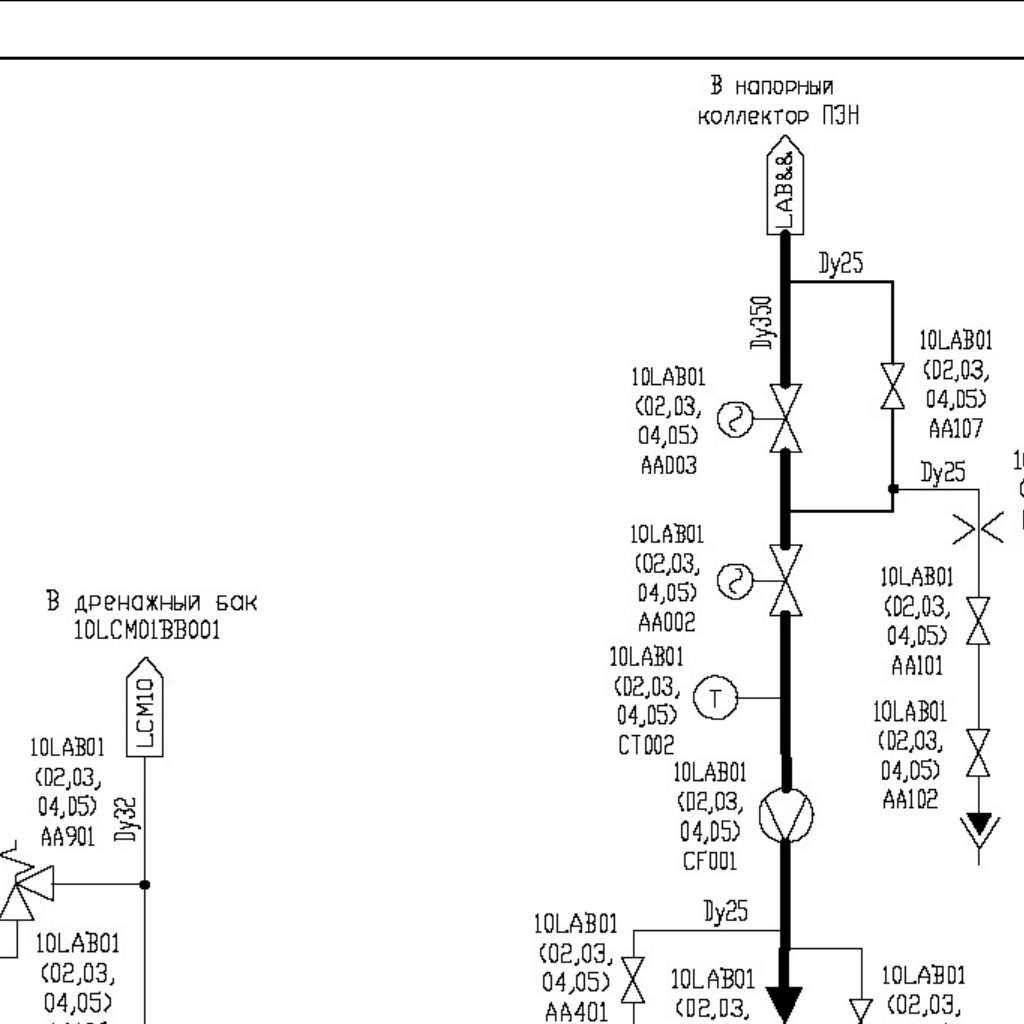 В напорный
коллектор ПЭН
LAB&&
Dy25
Dy350
10LAB01
(02,03,
04,05)
AA107
10LAB01
(02,03,
04,05)
AA003
Dy25
10LAB01
(02,03,
04,05)
AA002
10LAB01
(02,03,
04,05)
AA101
В дренажный бак
10LCM01BB001
LCM10
10LAB01
(02,03,
04,05)
CT002
T
10LAB01
(02,03,
04,05)
AA102
10LAB01
(02,03,
04,05)
AA901
Dy32
10LAB01
(02,03,
04,05)
CF001
Dy25
10LAB01
(02,03,
04,05)
10LAB01
(02,03,
04,05)
AA401
10LAB01
(02,03,
10LAB01
(02,03,